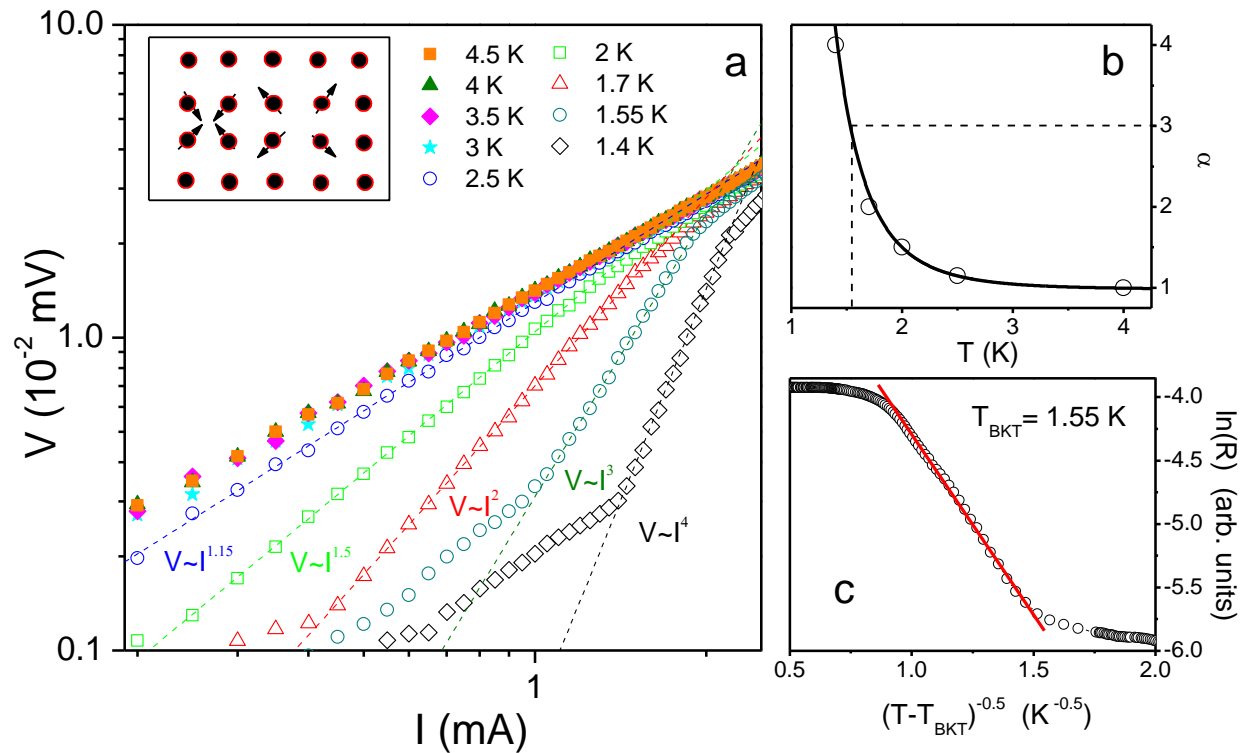 10.0
1.0
0.1
V (10⁻² mV)
a
4.5 K
4 K
3.5 K
3 K
2.5 K
2 K
1.7 K
1.55 K
1.4 K
V~I¹·¹⁵
V~I¹·⁵
V~I²
V~I³
V~I⁴
1
I (mA)
b
4
3
2
1
α
1 2 3 4
T (K)
T_BKT= 1.55 K
c
-4.0
-4.5
-5.0
-5.5
-6.0
ln(R) (arb. units)
0.5 1.0 1.5 2.0
(T-T_BKT)⁻⁰·⁵ (K⁻⁰·⁵)